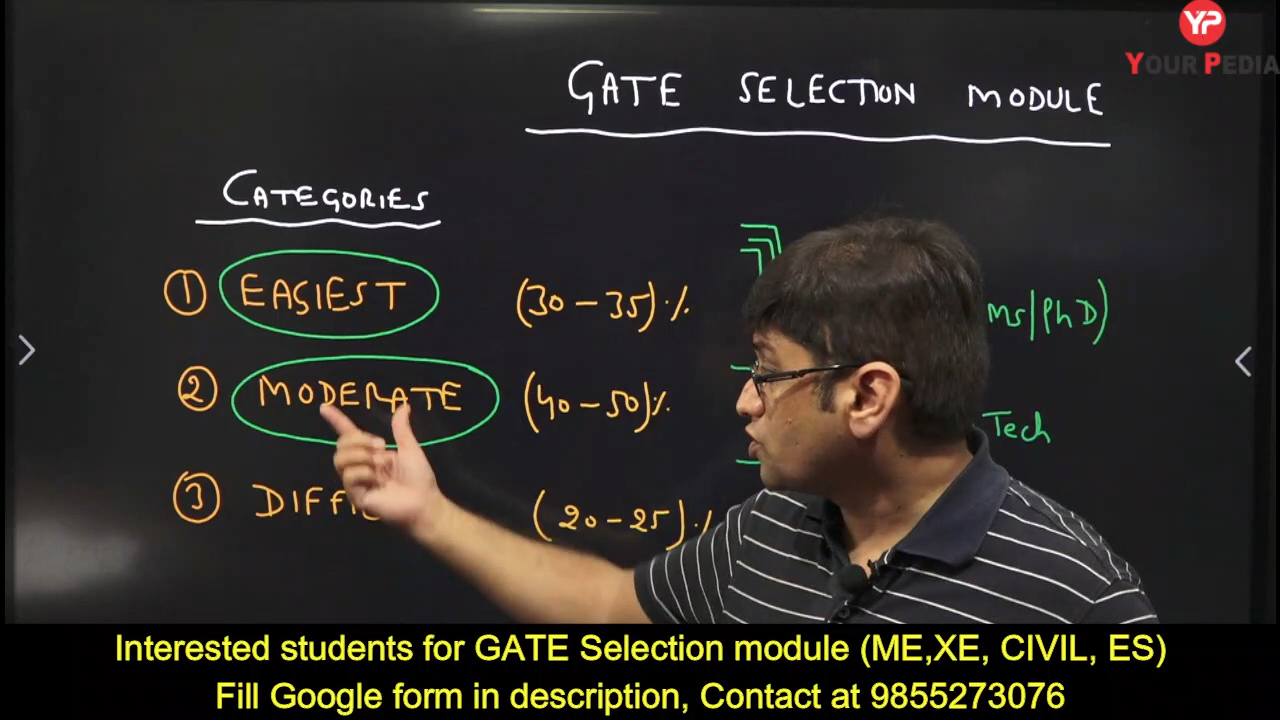 YP
YOUR PEDIA
GATE SELECTION MODULE
CATEGORIES
① EASIEST (30-35)% MS/PhD)
② MODERATE (40-50)% Tech
③ (20-25)%
Interested students for GATE Selection module (ME,XE, CIVIL, ES)
Fill Google form in description, Contact at 9855273076